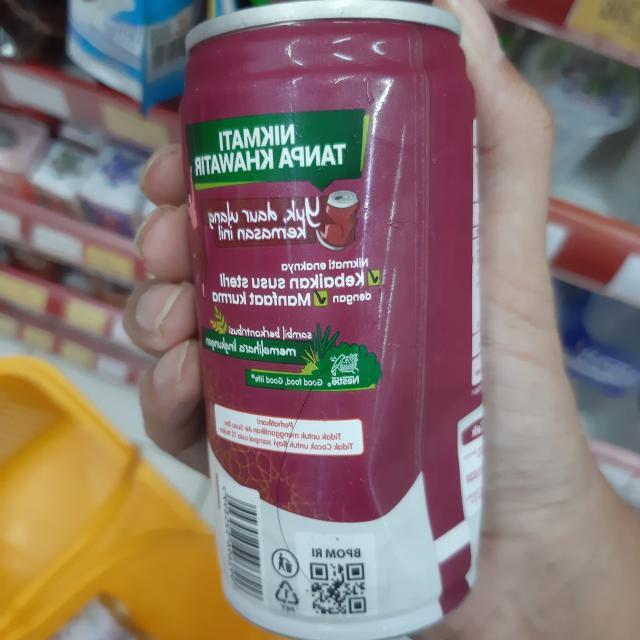 NIKMATI
TANPA KHAWATIR
Yuk, daur ulang
kemasan ini!
Nikmati enaknya
Kebaikan susu steril
dengan Manfaat kurma
sambil berkontribusi
memelihara lingkungan
Nestlé
Good food, Good life
Perhatikan!
Tidak untuk menggantikan Air Susu Ibu
Tidak Cocok untuk Bayi sampai usia 12 bulan
BPOM RI